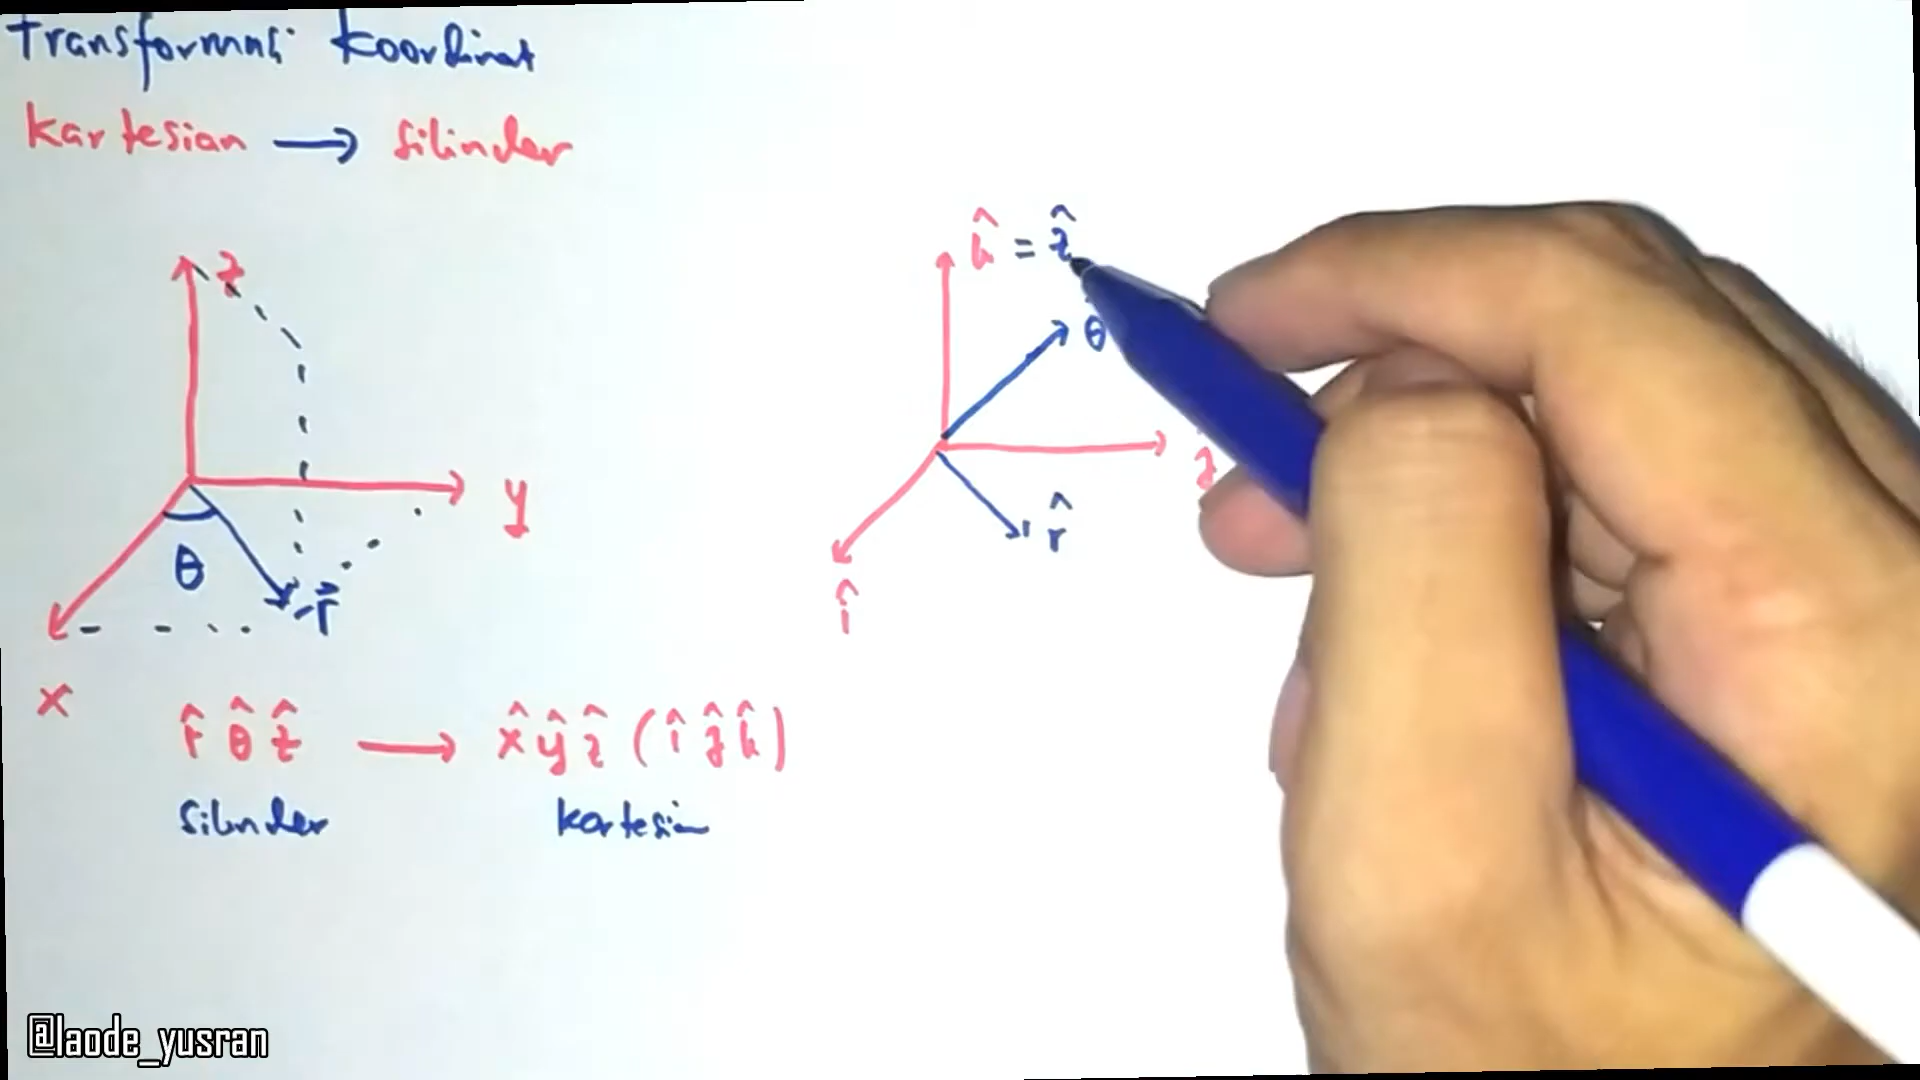 Transformasi koordinat
kartesian → silinder
z
y
θ
r⃗
x
r̂ θ̂ ẑ → x̂ ŷ ẑ (î ĵ k̂)
silinder kartesian
k̂ = ẑ
θ
ĵ
r̂
î
@laode_yusran